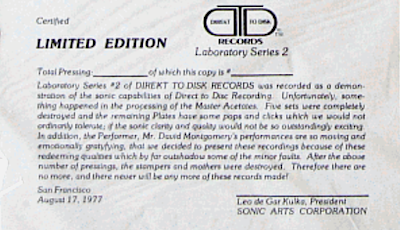 Certified
DIREKT TO DISK
RECORDS
LIMITED EDITION
Laboratory Series 2
Total Pressing: of which this copy is #
Laboratory Series #2 of DIREKT TO DISK RECORDS was recorded as a demon-
stration of the sonic capabilities of Direct to Disc Recording. Unfortunately, some-
thing happened in the processing of the Master Acetates. Five sets were completely
destroyed and the remaining Plates have some pops and clicks which we would not
ordinarily tolerate; if the sonic clarity and quality would not be so outstandingly exciting.
In addition, the Performer, Mr. David Montgomery's performances are so moving and
emotionally gratifying, that we decided to present these recordings because of these
redeeming qualities which by far outshadow some of the minor faults. After the above
number of pressings, the stampers and mothers were destroyed. Therefore there are
no more, and there never will be any more of these records made!
San Francisco
August 17, 1977
Leo de Gar Kulka, President
SONIC ARTS CORPORATION